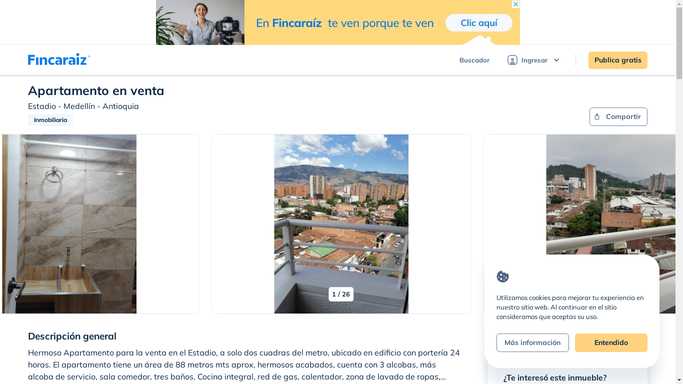 En Fincaraíz te ven porque te ven
Clic aquí
Fincaraiz
Buscador
Ingresar
Publica gratis
Apartamento en venta
Estadio - Medellín - Antioquia
Inmobiliaria
Compartir
1 / 26
Utilizamos cookies para mejorar tu experiencia en
nuestro sitio web. Al continuar en el sitio
consideramos que aceptas su uso.
Más información
Entendido
Descripción general
Hermoso Apartamento para la venta en el Estadio, a solo dos cuadras del metro, ubicado en edificio con portería 24
horas. El apartamento tiene un área de 88 metros mts aprox, hermosos acabados, cuenta con 3 alcobas, más
alcoba de servicio, sala comedor, tres baños. Cocina integral, red de gas, calentador, zona de lavado de ropas,...
¿Te interesó este inmueble?